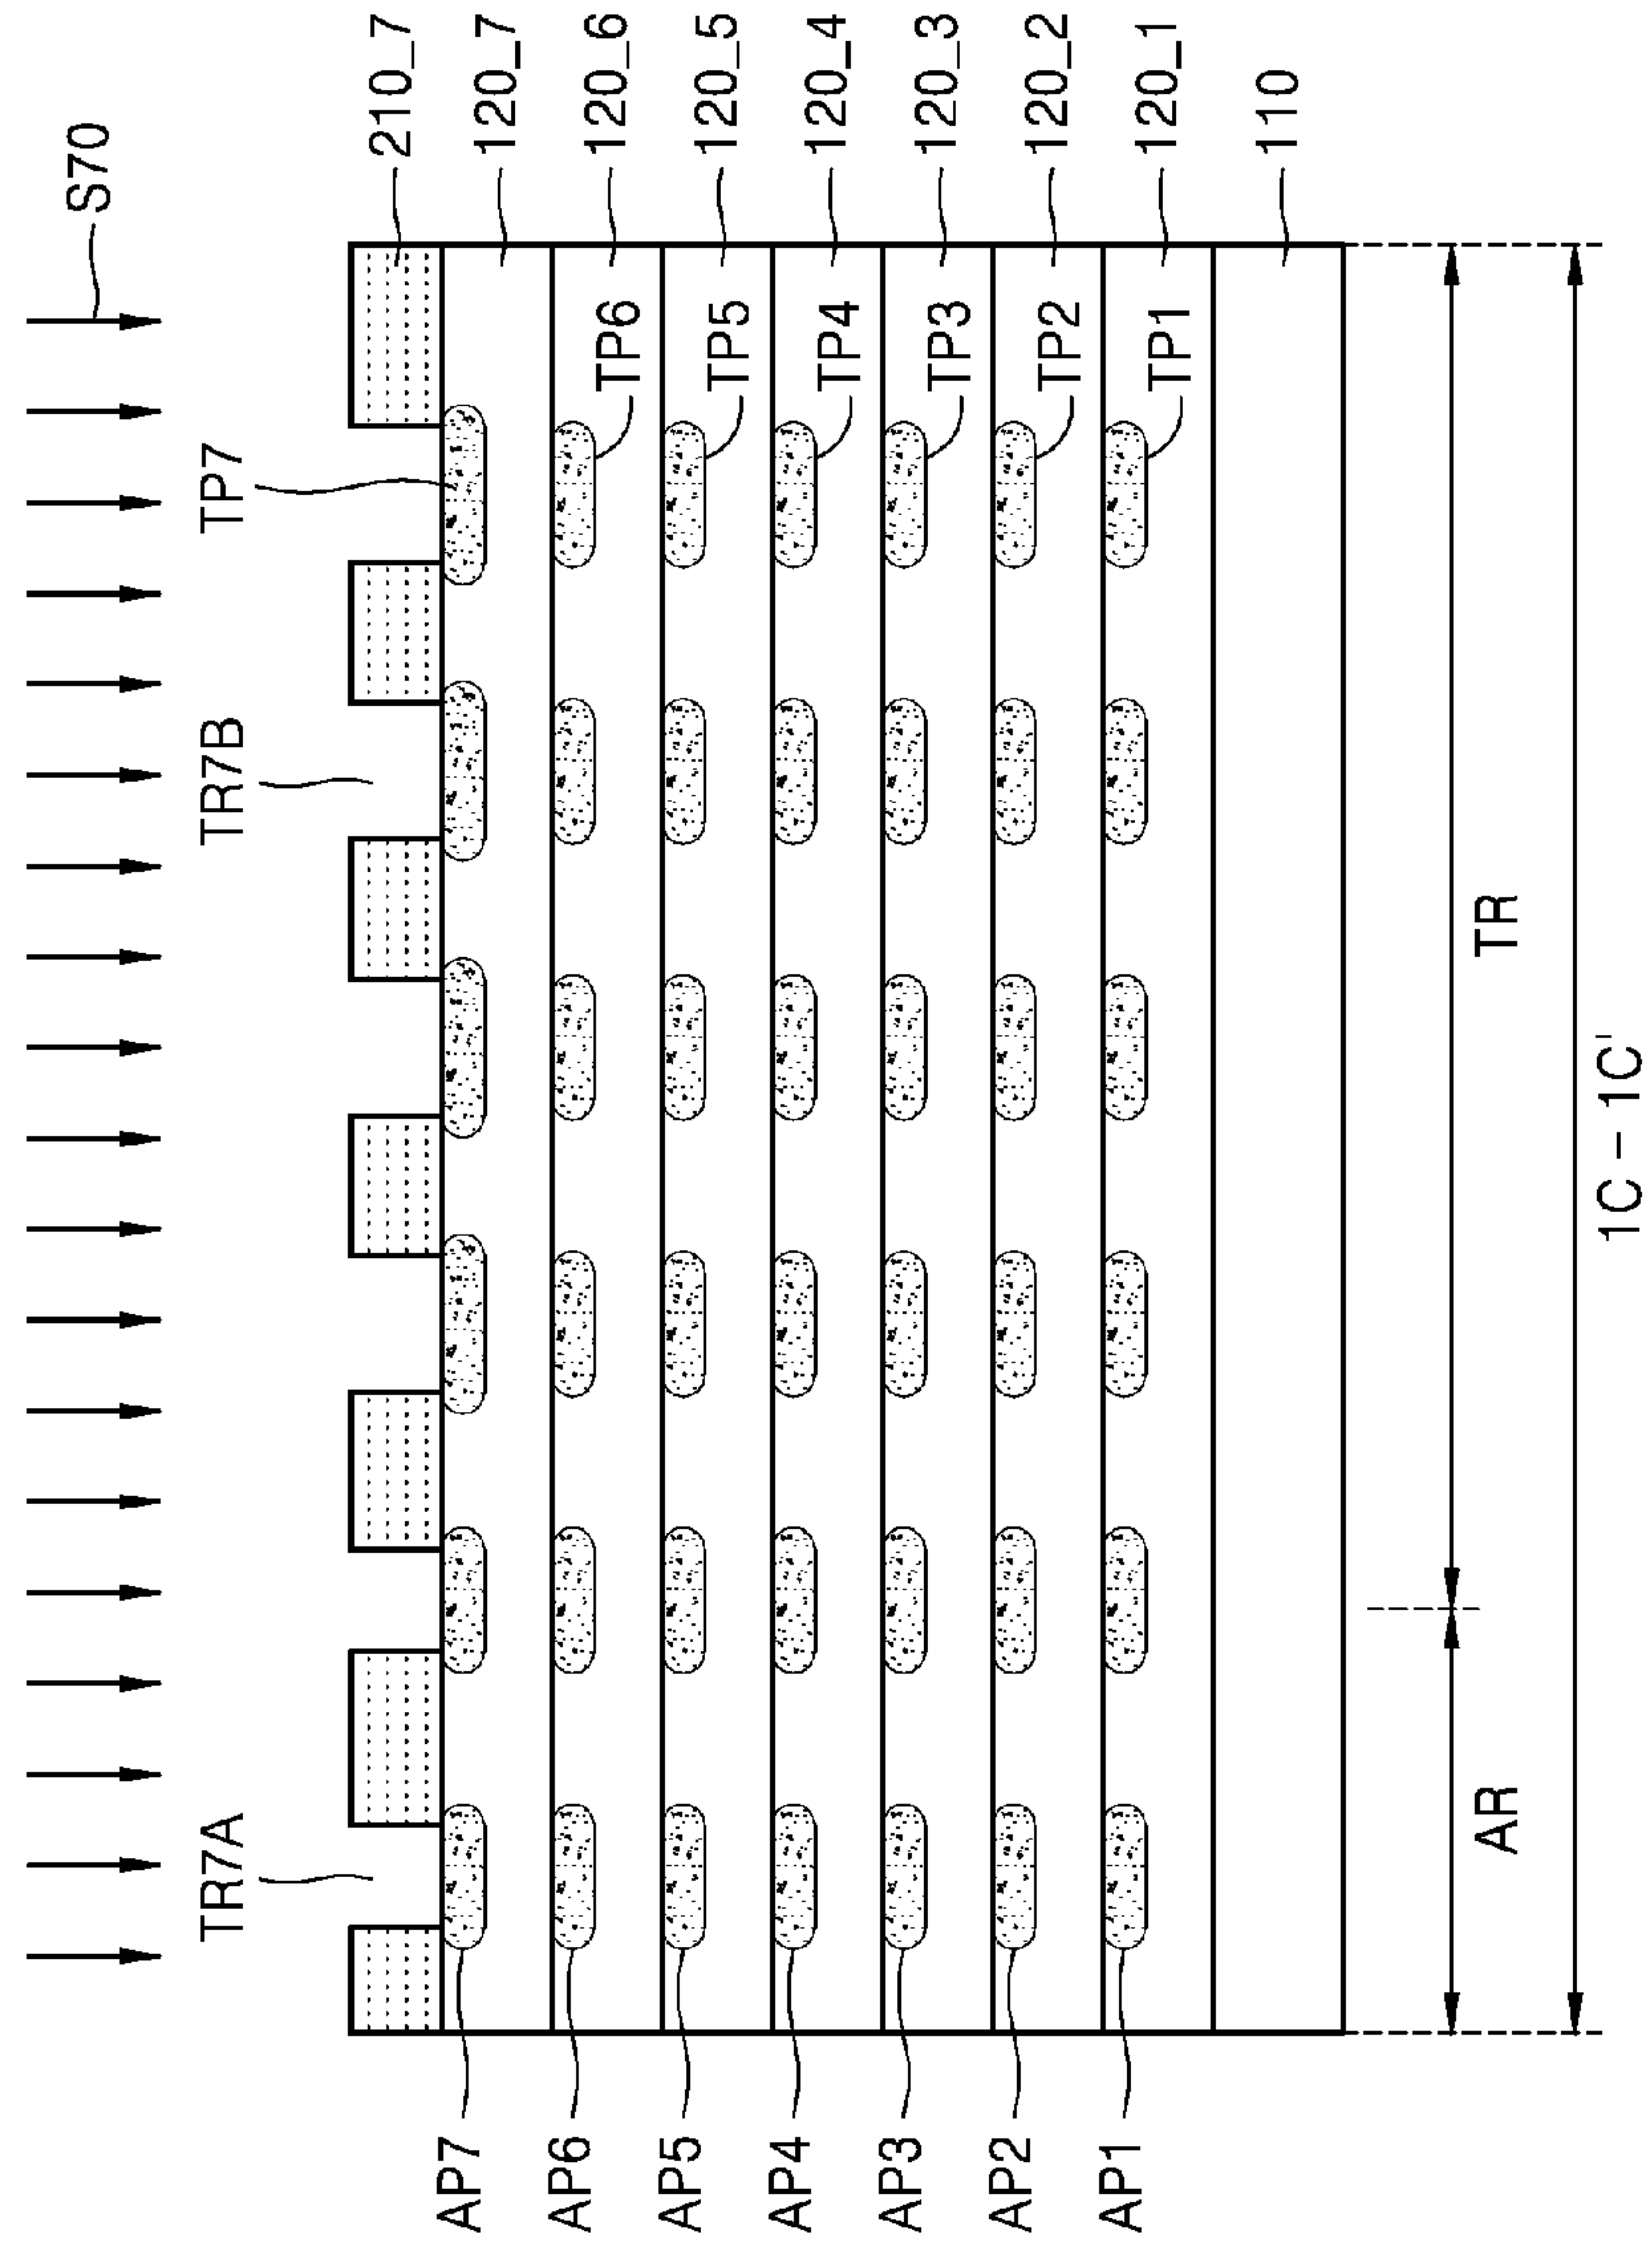 S70
TR7A
TR7B
TP7
210_7
120_7
120_6
120_5
120_4
120_3
120_2
120_1
110
AP7
AP6
AP5
AP4
AP3
AP2
AP1
TP6
TP5
TP4
TP3
TP2
TP1
AR
TR
1C – 1C'